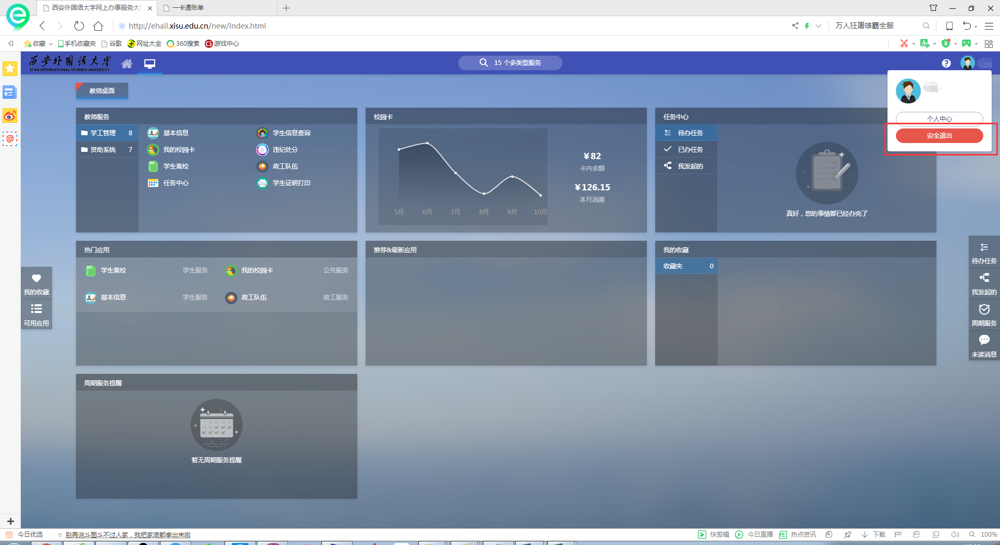 西安外国语大学网上办事服务大
一卡通账单
http://ehall.xisu.edu.cn/new/index.html
万人狂屠雄霸全服
收藏
手机收藏夹
谷歌
网址大全
360搜索
游戏中心
西安外国语大学
XI AN INTERNATIONAL STUDIES UNIVERSITY
15 个多类型服务
个人中心
安全退出
教师桌面
教师服务
学工管理 8
资助系统 7
基本信息
学生信息查询
我的校园卡
违纪处分
学生离校
政工队伍
任务中心
学生证明打印
校园卡
5月 6月 7月 8月 9月 10月
¥82
卡内余额
¥126.15
本月消费
任务中心
待办任务
已办任务
我发起的
真好，您的事情都已经办完了
热门应用
学生离校 学生服务
我的校园卡 公共服务
基本信息 学生服务
政工队伍 政工服务
推荐&最新应用
我的收藏
收藏夹 0
周期服务提醒
暂无周期服务提醒
我的收藏
可用应用
待办任务
我发起的
周期服务
未读消息
今日优选
别再说斗图斗不过人家，我把家底都拿出来啦
快剪辑
今日直播
热点资讯
下载
100%